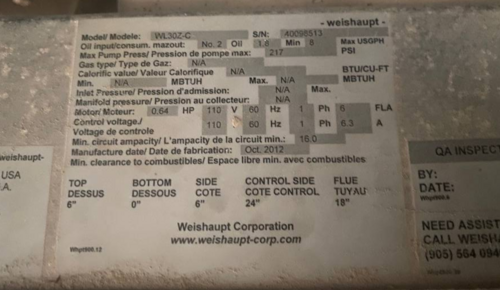 - weishaupt -
Model/ Modele: WL30Z-C S/N: 40096513
Oil input/consum. mazout: No. 2 Oil 1.6 Min 8 Max USGPH
Max Pump Press/ Pression de pompe max: 217 PSI
Gas type/ Type de Gaz: N/A
Calorific value/ Valeur Calorifique N/A BTU/CU-FT
Min. N/A MBTUH Max. N/A MBTUH
Inlet Pressure/ Pression d'admission: N/A
Manifold pressure/ Pression au collecteur: N/A
Motor/ Moteur: 0.64 HP 110 V 60 Hz 1 Ph 6 FLA
Control voltage/ 110 60 Hz 1 Ph 6.3 A
Voltage de controle
Min. circuit ampacity/ L'ampacity de la circuit min.: 16.0
Manufacture date/ date de fabrication: Oct. 2012
Min. clearance to combustibles/ Espace libre min. avec combustibles
TOP BOTTOM SIDE CONTROL SIDE FLUE
DESSUS DESSOUS COTE COTE CONTROL TUYAU
6" 0" 6" 24" 18"
Weishaupt Corporation
www.weishaupt-corp.com
weishaupt-
USA
A.
QA INSPECT
BY:
DATE:
NEED ASSIST
CALL WEISHA
(905) 564 094